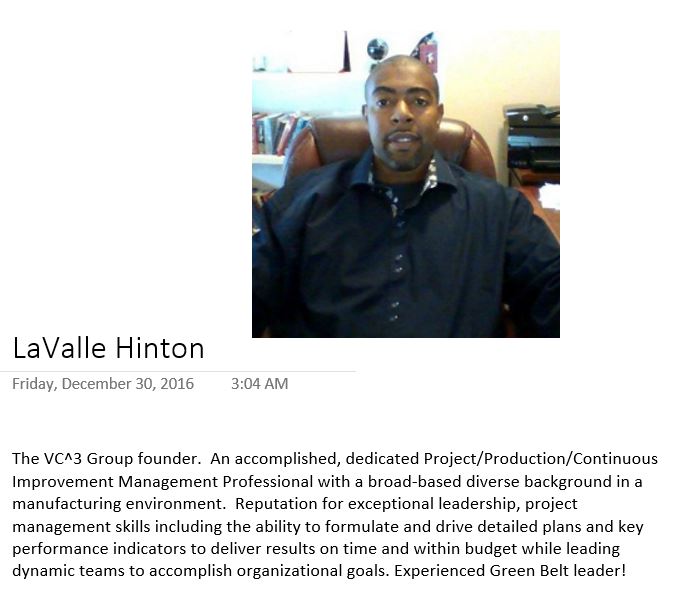 LaValle Hinton
Friday, December 30, 2016 3:04 AM
The VC^3 Group founder. An accomplished, dedicated Project/Production/Continuous
Improvement Management Professional with a broad-based diverse background in a
manufacturing environment. Reputation for exceptional leadership, project
management skills including the ability to formulate and drive detailed plans and key
performance indicators to deliver results on time and within budget while leading
dynamic teams to accomplish organizational goals. Experienced Green Belt leader!